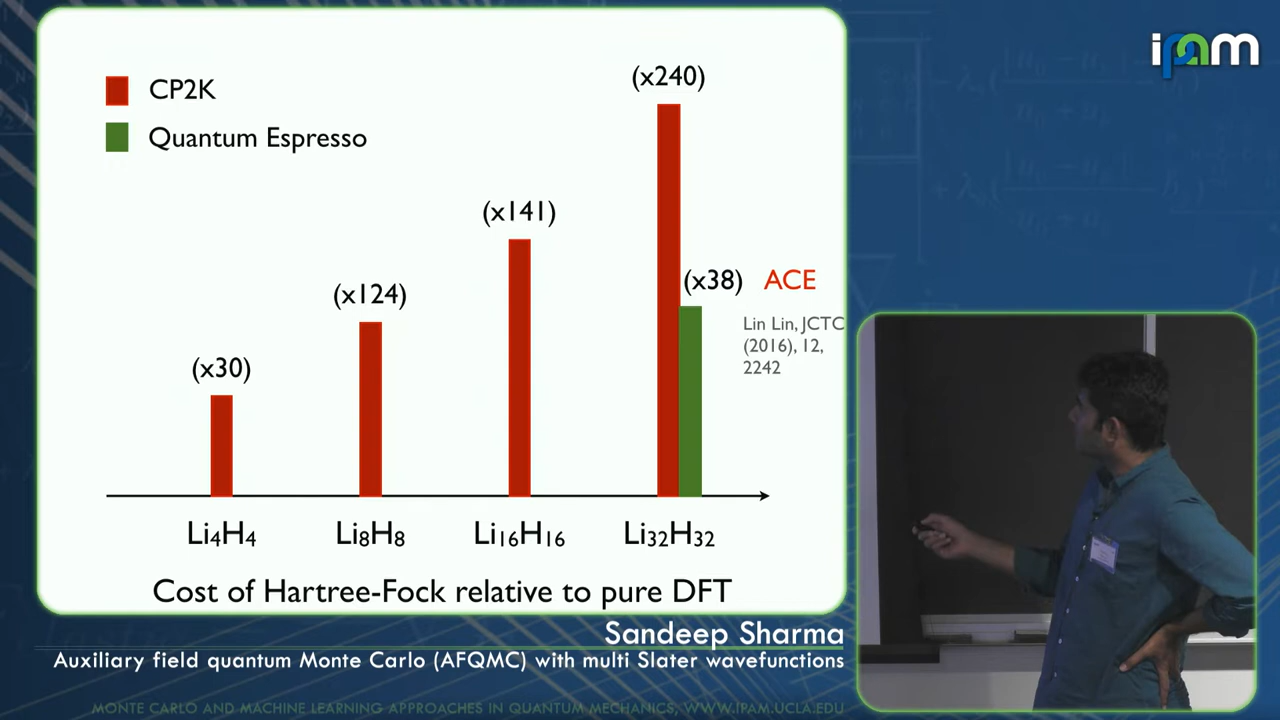 ipam
CP2K
Quantum Espresso
(x240)
(x141)
(x124)
(x30)
(x38) ACE
Lin Lin, JCTC
(2016), 12,
2242
Li₄H₄ Li₈H₈ Li₁₆H₁₆ Li₃₂H₃₂
Cost of Hartree-Fock relative to pure DFT
Sandeep Sharma
Auxiliary field quantum Monte Carlo (AFQMC) with multi Slater wavefunctions
MONTE CARLO AND MACHINE LEARNING APPROACHES IN QUANTUM MECHANICS, WWW.IPAM.UCLA.EDU